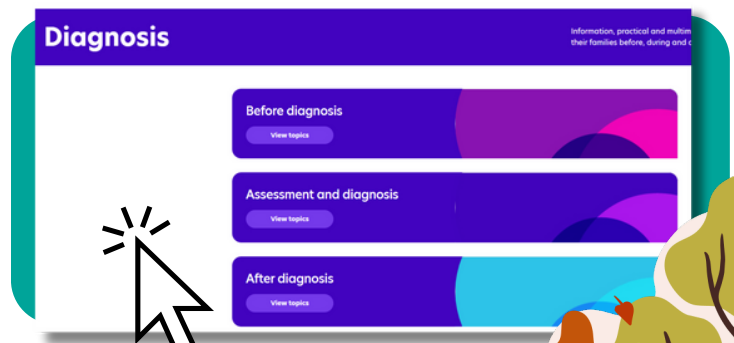 Diagnosis
Information, practical and
their families before, during and
Before diagnosis
View topics
Assessment and diagnosis
View topics
After diagnosis
View topics